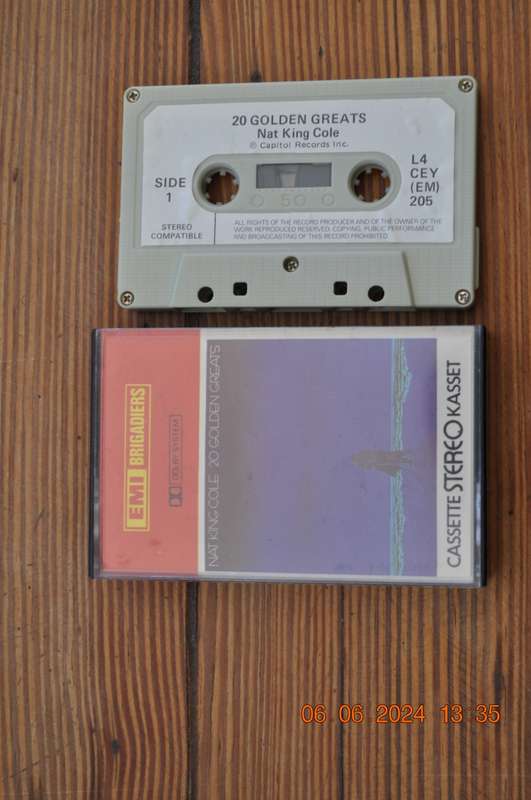 20 GOLDEN GREATS
Nat King Cole
℗ Capitol Records Inc.
SIDE
1
L4
CEY
(EM)
205
50
STEREO
COMPATIBLE
ALL RIGHTS OF THE RECORD PRODUCER AND OF THE OWNER OF THE
WORK REPRODUCED RESERVED. COPYING, PUBLIC PERFORMANCE
AND BROADCASTING OF THIS RECORD PROHIBITED
EMI BRIGADIERS
DOLBY SYSTEM
NAT KING COLE 20 GOLDEN GREATS
CASSETTE STEREO KASSET
06 06 2024 13 35